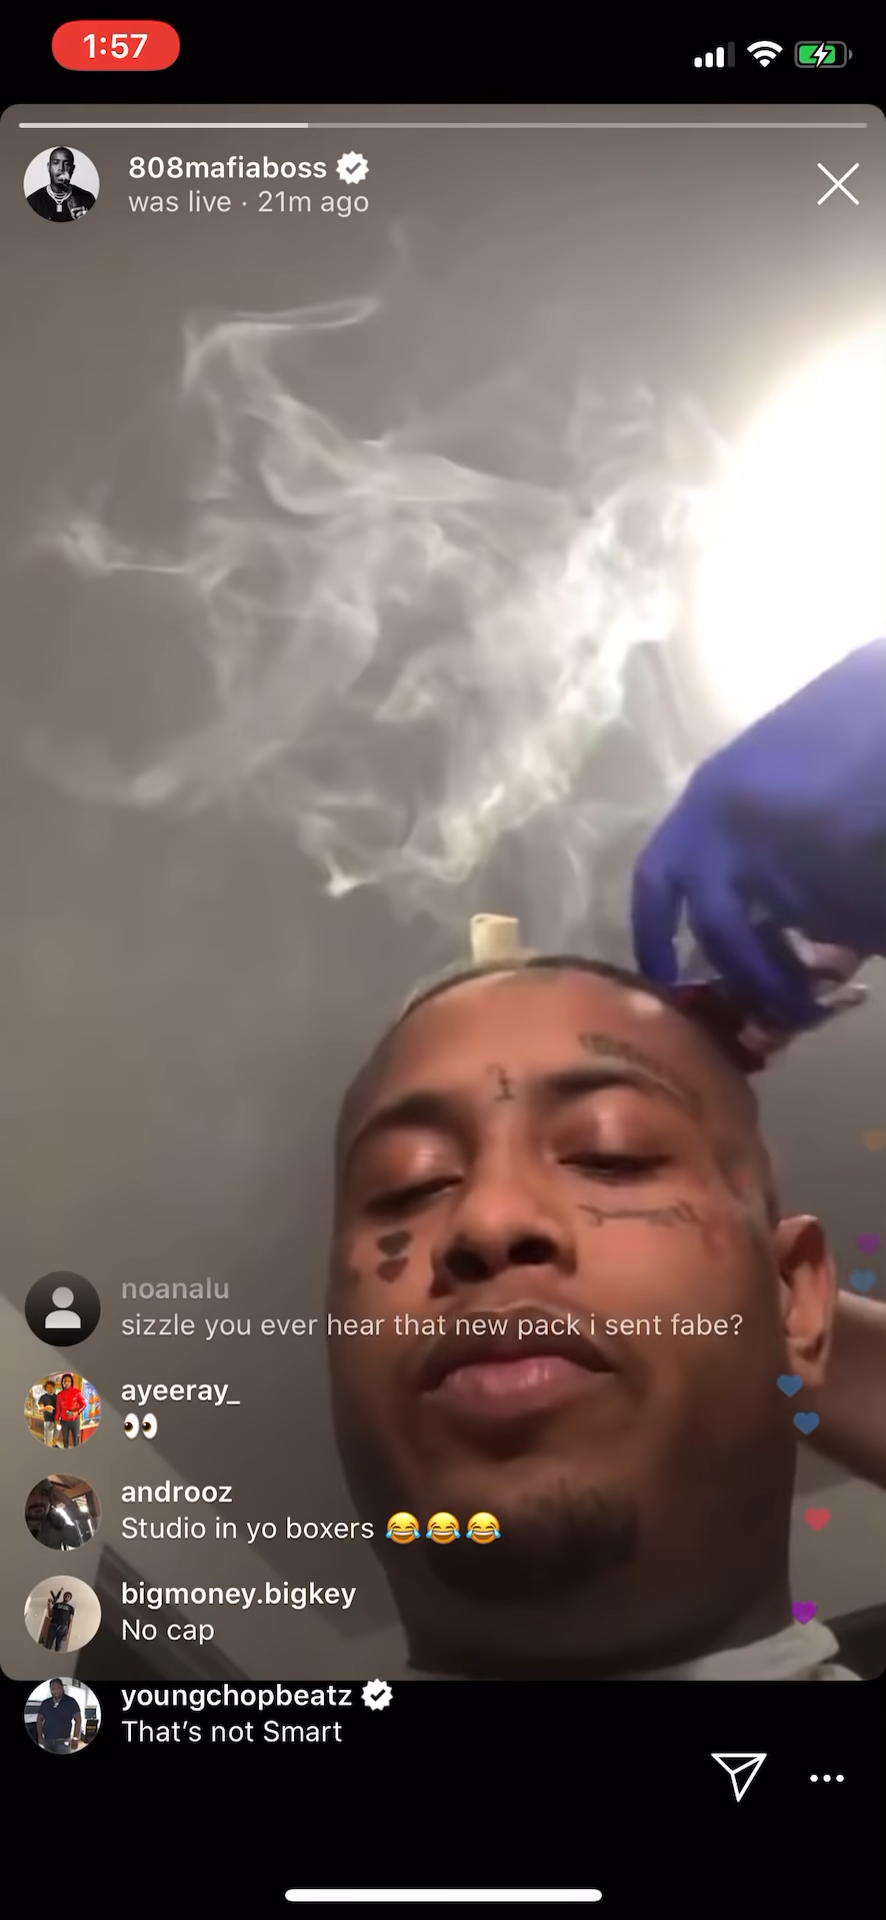 1:57
808mafiaboss
was live · 21m ago
noanalu
sizzle you ever hear that new pack i sent fabe?
ayeeray_
👀
androoz
Studio in yo boxers 😂😂😂
bigmoney.bigkey
No cap
youngchopbeatz
That’s not Smart